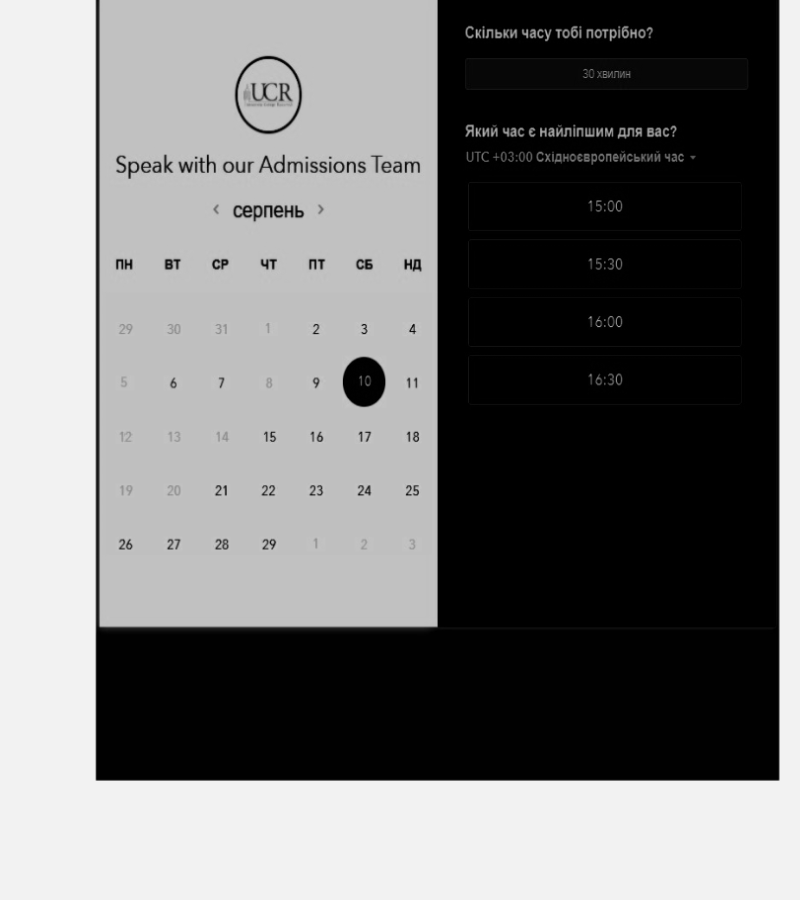 UCR
Speak with our Admissions Team
‹ серпень ›
ПН ВТ СР ЧТ ПТ СБ НД
29 30 31 1 2 3 4
5 6 7 8 9 10 11
12 13 14 15 16 17 18
19 20 21 22 23 24 25
26 27 28 29 1 2 3
Скільки часу тобі потрібно?
30 хвилин
Який час є найліпшим для вас?
UTC +03:00 Східноєвропейський час
15:00
15:30
16:00
16:30